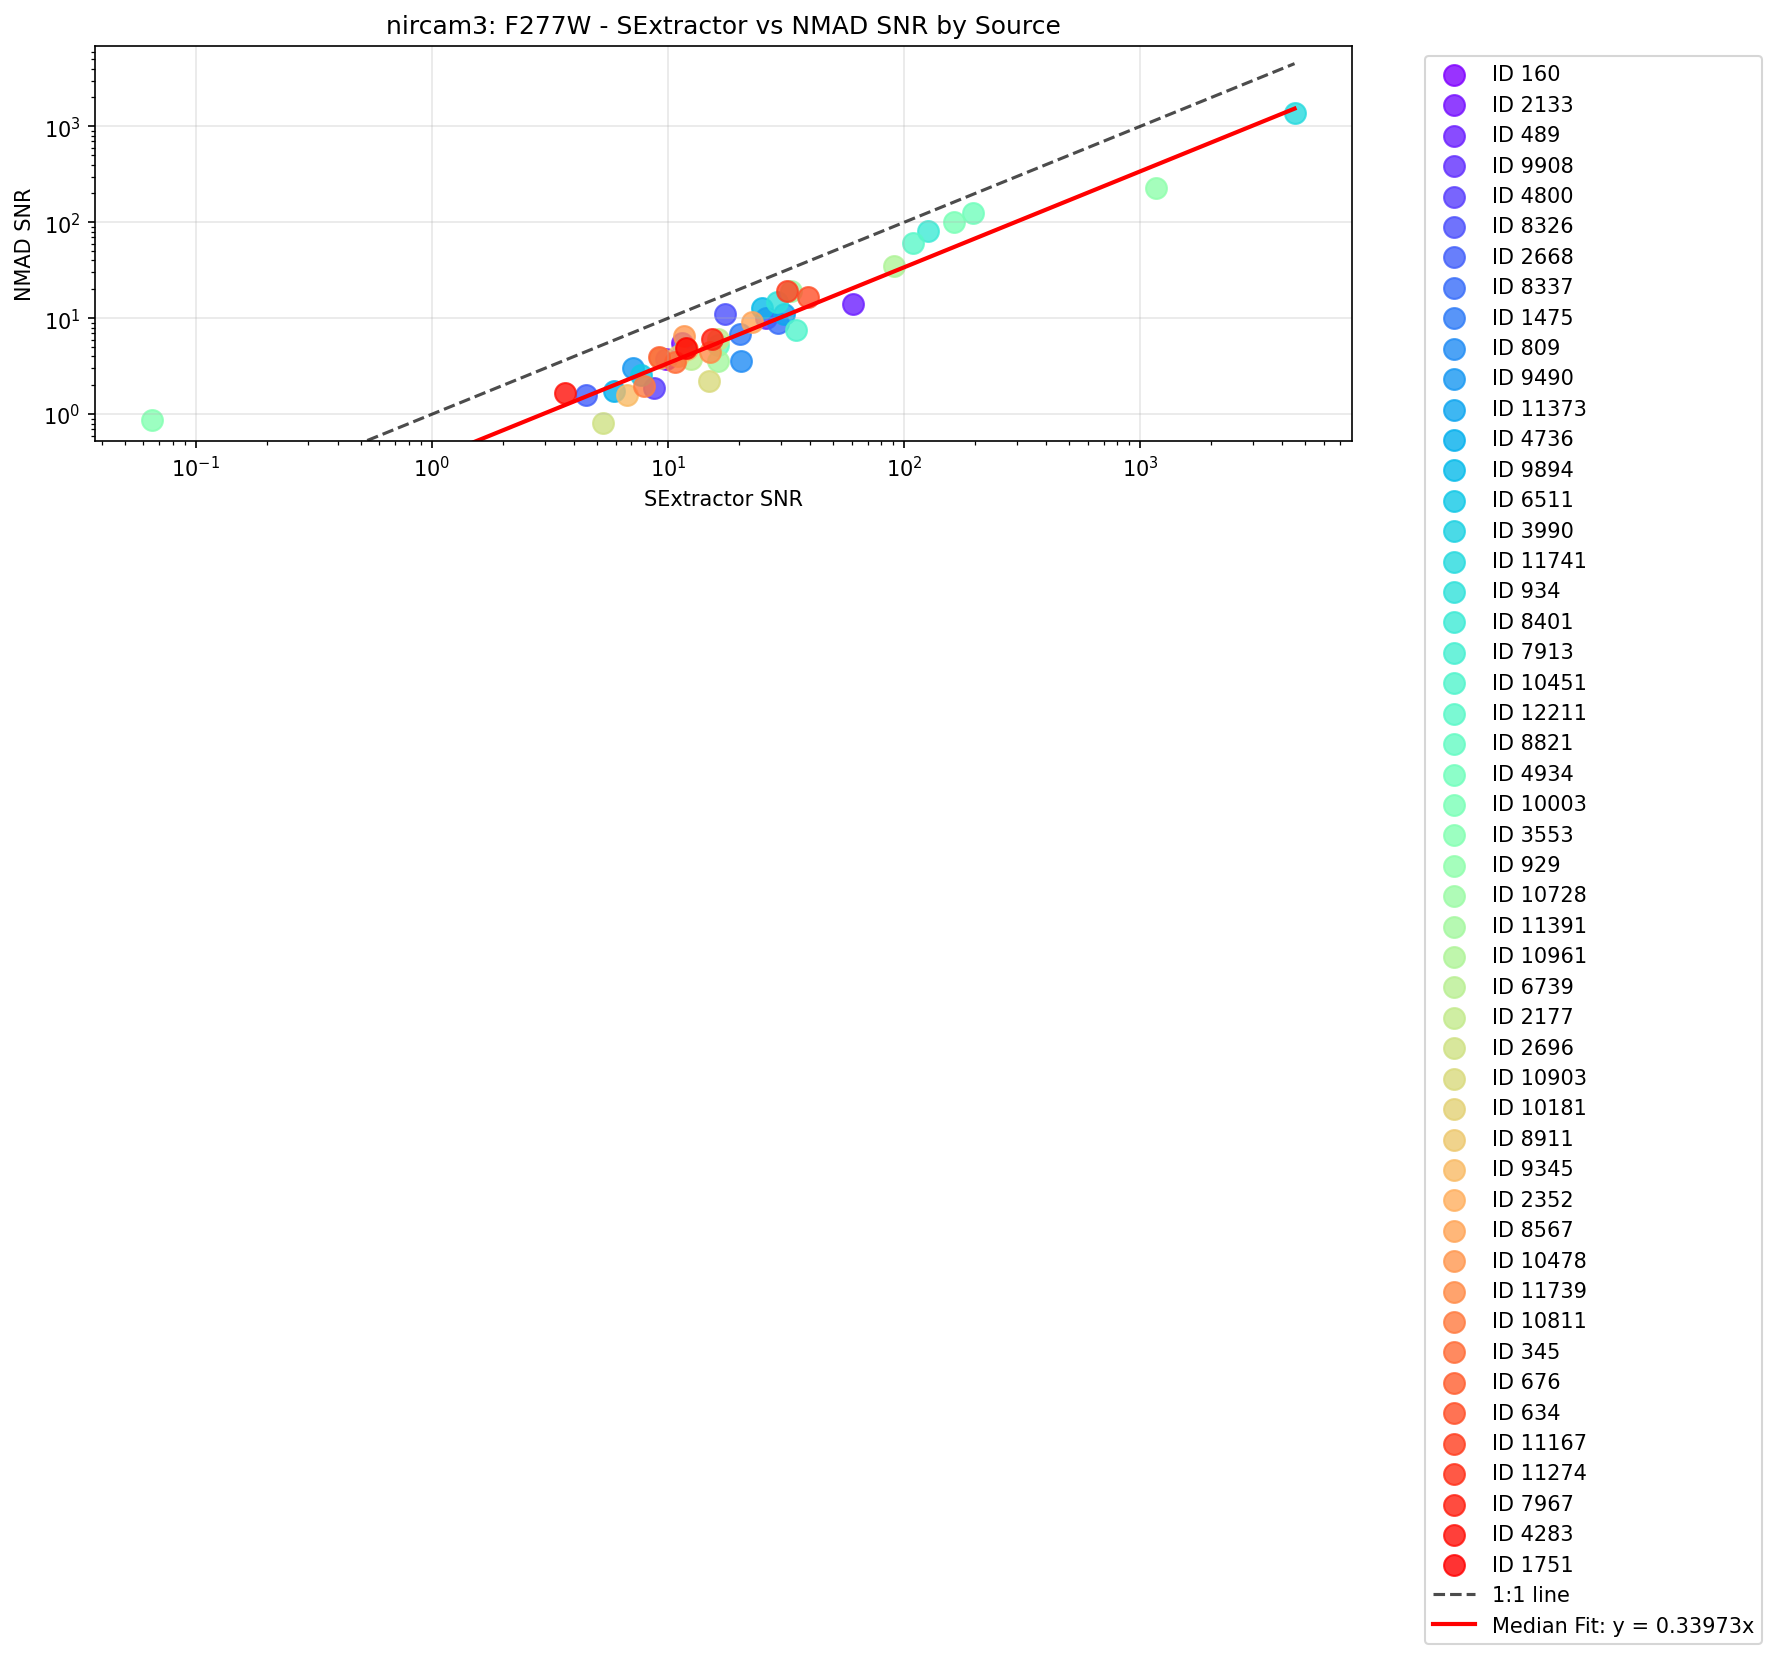 nircam3: F277W - SExtractor vs NMAD SNR by Source
NMAD SNR
10³
10²
10¹
10⁰
10⁻¹
10⁰
10¹
10²
10³
SExtractor SNR
ID 160
ID 2133
ID 489
ID 9908
ID 4800
ID 8326
ID 2668
ID 8337
ID 1475
ID 809
ID 9490
ID 11373
ID 4736
ID 9894
ID 6511
ID 3990
ID 11741
ID 934
ID 8401
ID 7913
ID 10451
ID 12211
ID 8821
ID 4934
ID 10003
ID 3553
ID 929
ID 10728
ID 11391
ID 10961
ID 6739
ID 2177
ID 2696
ID 10903
ID 10181
ID 8911
ID 9345
ID 2352
ID 8567
ID 10478
ID 11739
ID 10811
ID 345
ID 676
ID 634
ID 11167
ID 11274
ID 7967
ID 4283
ID 1751
1:1 line
Median Fit: y = 0.33973x